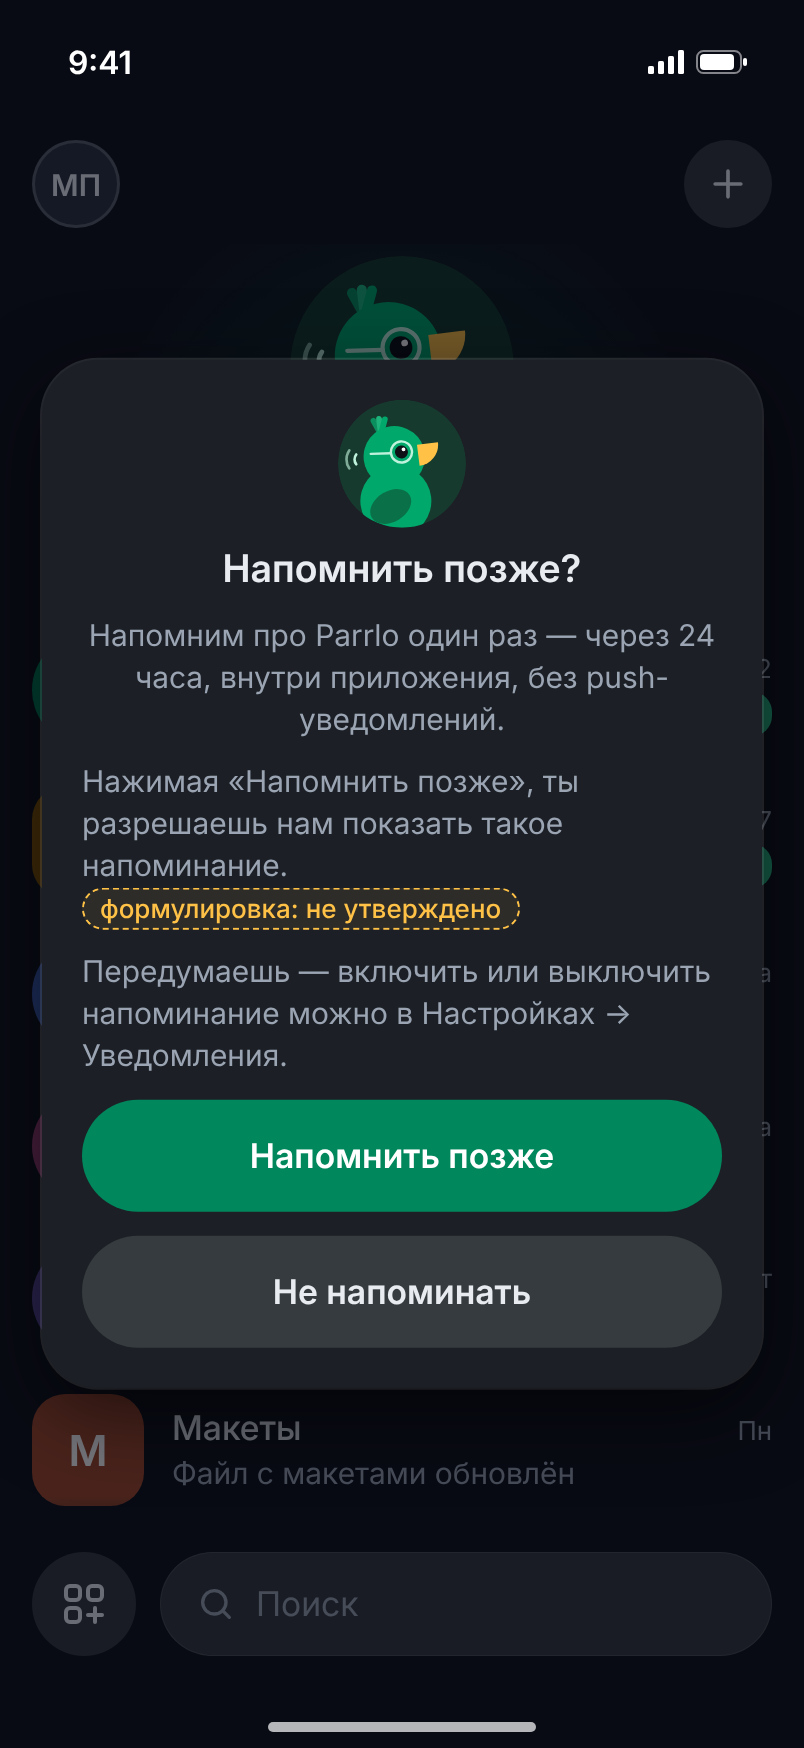 9:41
МП
Напомнить позже?
Напомним про Parrlo один раз — через 24
часа, внутри приложения, без push-
уведомлений.
2
Нажимая «Напомнить позже», ты
разрешаешь нам показать такое
7
напоминание.
формулировка: не утверждено
Передумаешь — включить или выключить
а
напоминание можно в Настройках →
Уведомления.
а
Напомнить позже
т
Не напоминать
М
Макеты
Пн
Файл с макетами обновлён
Поиск